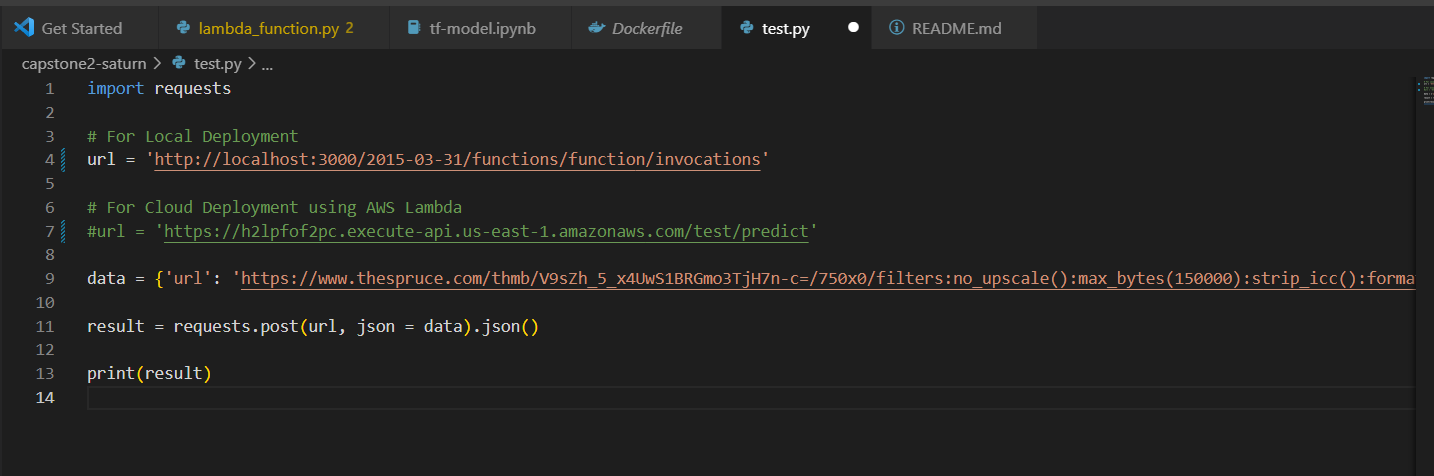 Get Started
lambda_function.py 2
tf-model.ipynb
Dockerfile
test.py
README.md
capstone2-saturn > test.py > ...
1 import requests
2
3 # For Local Deployment
4 url = 'http://localhost:3000/2015-03-31/functions/function/invocations'
5
6 # For Cloud Deployment using AWS Lambda
7 #url = 'https://h2lpfof2pc.execute-api.us-east-1.amazonaws.com/test/predict'
8
9 data = {'url': 'https://www.thespruce.com/thmb/V9sZh_5_x4UwS1BRGmo3TjH7n-c=/750x0/filters:no_upscale():max_bytes(150000):strip_icc():forma
10
11 result = requests.post(url, json = data).json()
12
13 print(result)
14